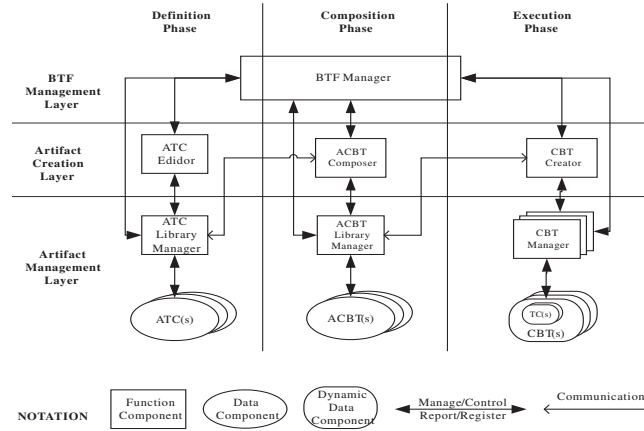 Definition
Phase
Composition
Phase
Execution
Phase
BTF
Management
Layer
BTF Manager
Artifact
Creation
Layer
ATC
Edidor
ACBT
Composer
CBT
Creator
Artifact
Management
Layer
ATC
Library
Manager
ACBT
Library
Manager
CBT
Manager
ATC(s)
ACBT(s)
TC(s)
CBT(s)
NOTATION
Function
Component
Data
Component
Dynamic
Data
Component
Manage/Control
Report/Register
Communication